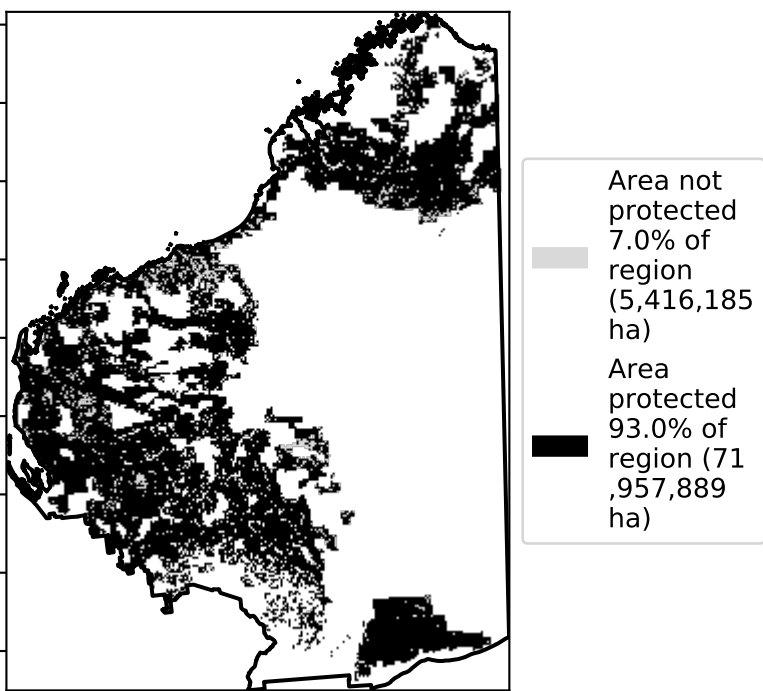 Area not
protected
7.0% of
region
(5,416,185
ha)
Area
protected
93.0% of
region (71
,957,889
ha)